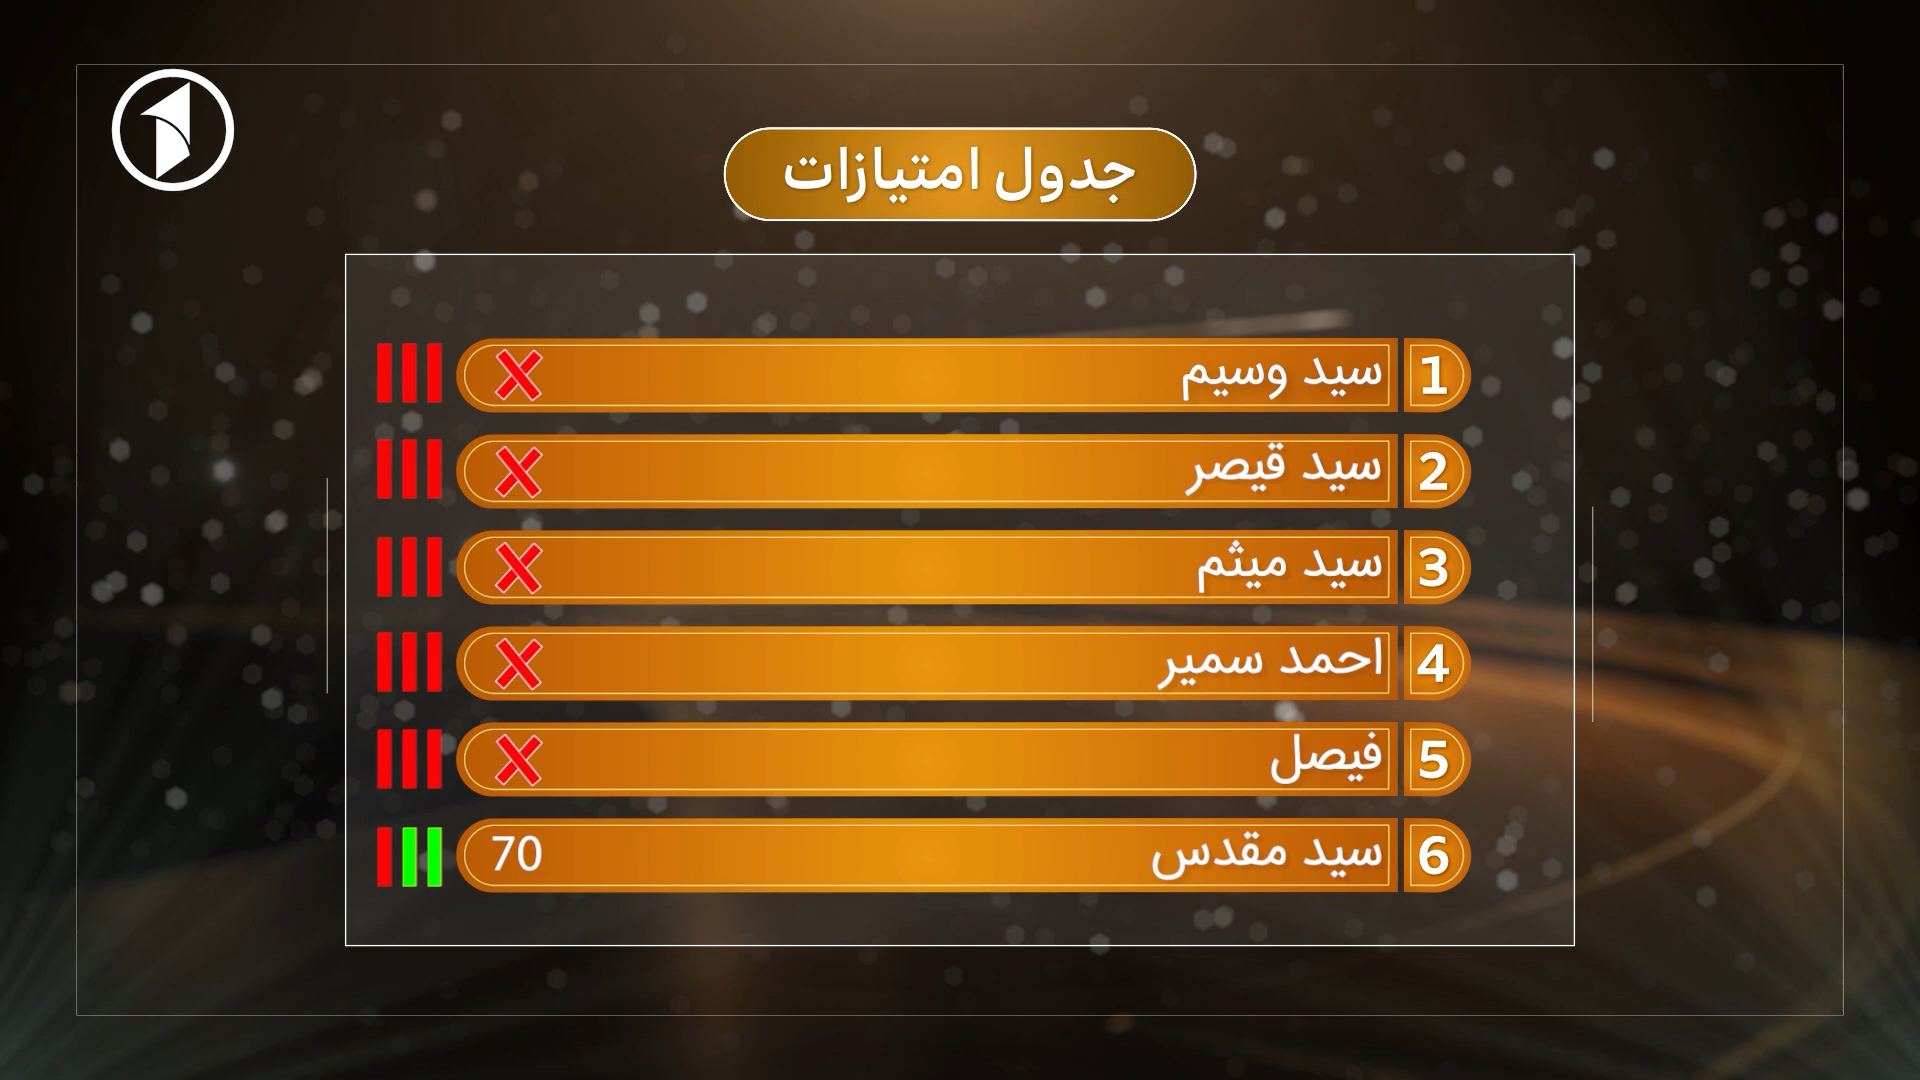 جدول امتیازات
1 سید وسیم
2 سید قیصر
3 سید میثم
4 احمد سمیر
5 فیصل
6 سید مقدس 70